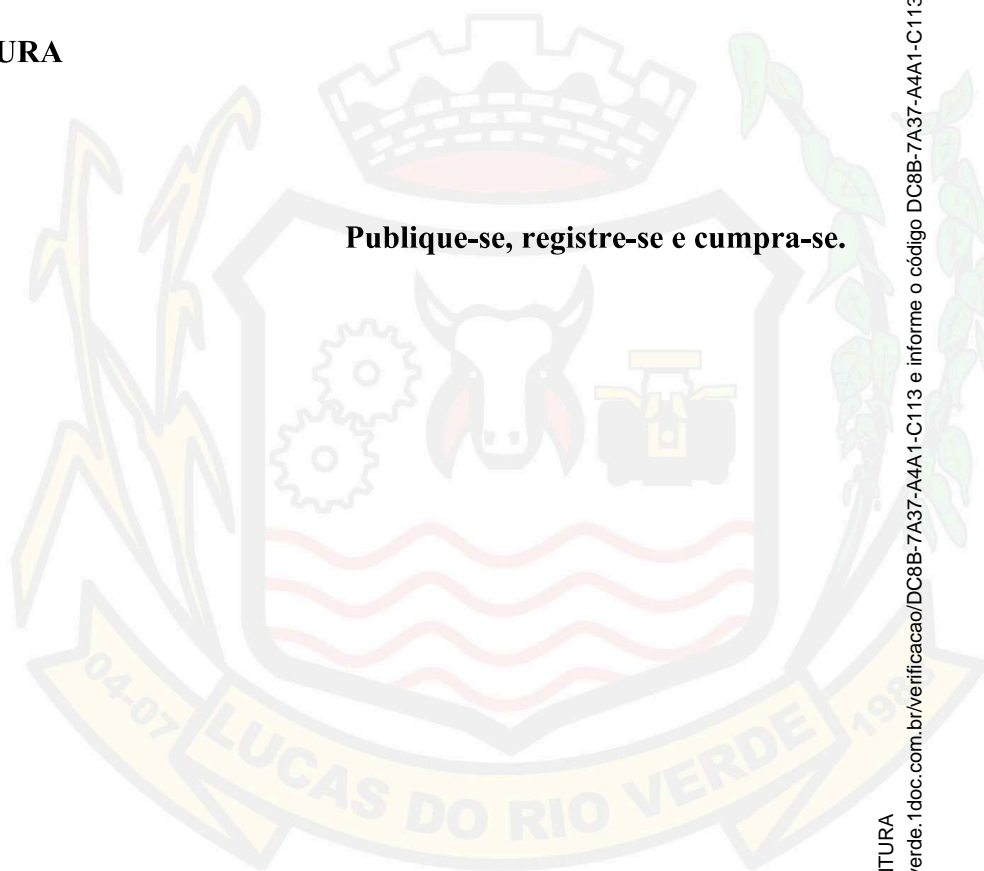 URA
Publique-se, registre-se e cumpra-se.
04-07
LUCAS DO RIO VERDE
ITURA
erde.1doc.com.br/verificacao/DC8B-7A37-A4A1-C113 e informe o código DC8B-7A37-A4A1-C113